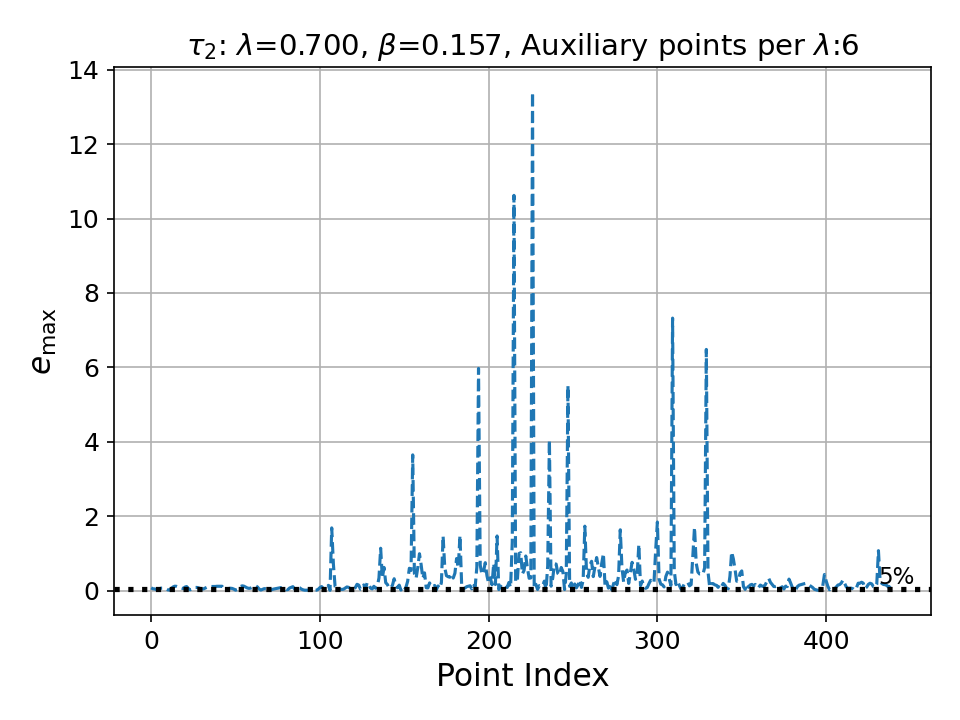 τ₂: λ=0.700, β=0.157, Auxiliary points per λ:6
14
12
10
8
6
4
2
0
e_max
5%
0 100 200 300 400
Point Index